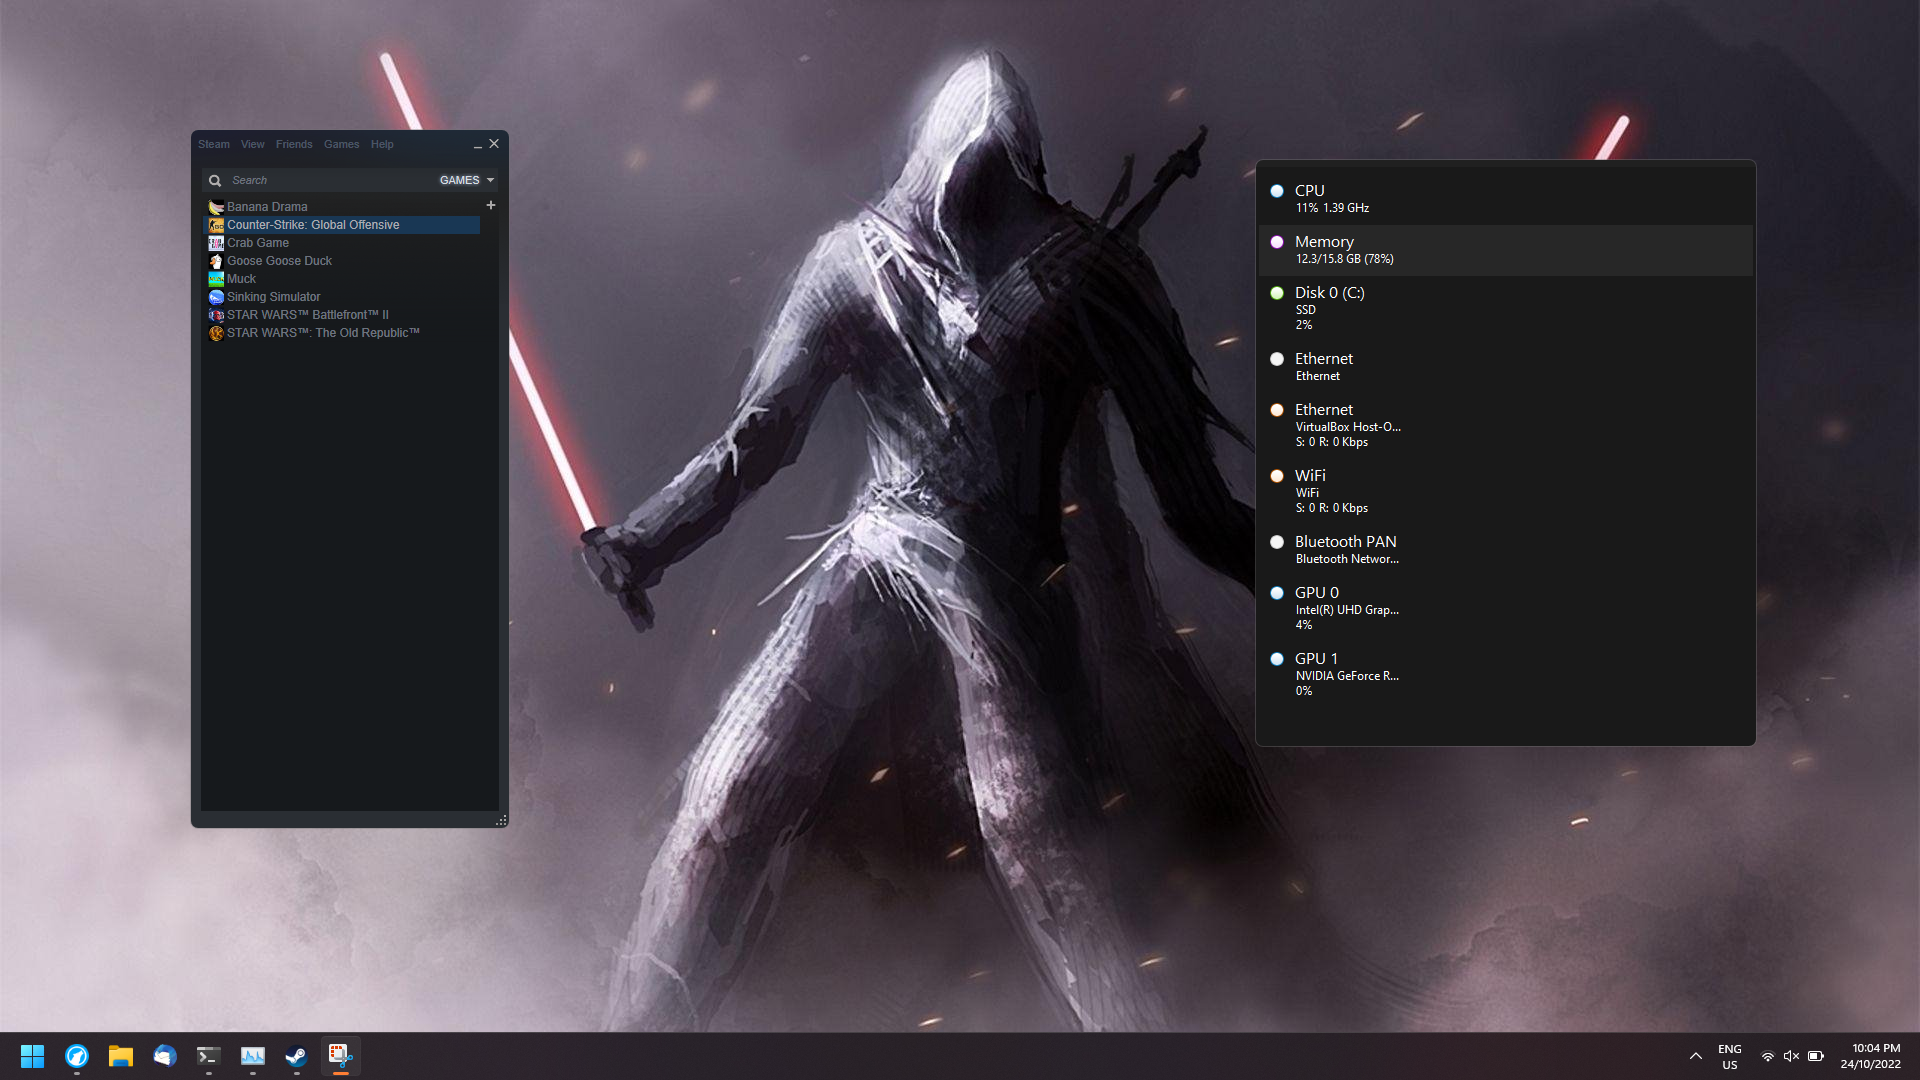 Steam View Friends Games Help
Search GAMES
Banana Drama
Counter-Strike: Global Offensive
Crab Game
Goose Goose Duck
Muck
Sinking Simulator
STAR WARS™ Battlefront™ II
STAR WARS™: The Old Republic™
CPU
11% 1.39 GHz
Memory
12.3/15.8 GB (78%)
Disk 0 (C:)
SSD
2%
Ethernet
Ethernet
Ethernet
VirtualBox Host-O...
S: 0 R: 0 Kbps
WiFi
WiFi
S: 0 R: 0 Kbps
Bluetooth PAN
Bluetooth Networ...
GPU 0
Intel(R) UHD Grap...
4%
GPU 1
NVIDIA GeForce R...
0%
ENG
US
10:04 PM
24/10/2022